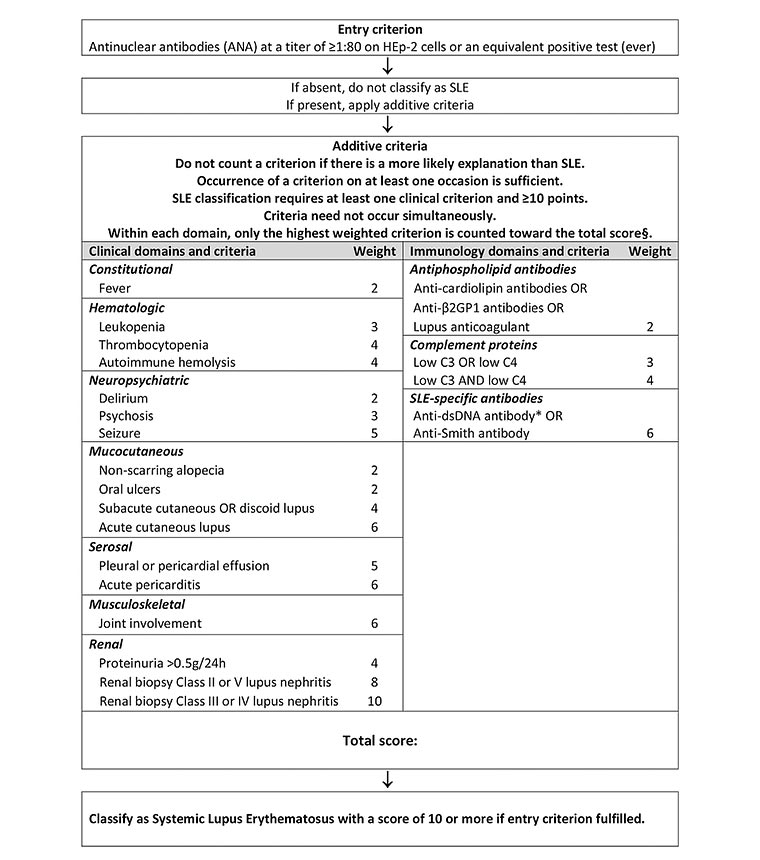 Entry criterion
Antinuclear antibodies (ANA) at a titer of ≥1:80 on HEp-2 cells or an equivalent positive test (ever)
↓
If absent, do not classify as SLE
If present, apply additive criteria
↓
Additive criteria
Do not count a criterion if there is a more likely explanation than SLE.
Occurrence of a criterion on at least one occasion is sufficient.
SLE classification requires at least one clinical criterion and ≥10 points.
Criteria need not occur simultaneously.
Within each domain, only the highest weighted criterion is counted toward the total score§.
Clinical domains and criteria Weight
Constitutional
Fever 2
Hematologic
Leukopenia 3
Thrombocytopenia 4
Autoimmune hemolysis 4
Neuropsychiatric
Delirium 2
Psychosis 3
Seizure 5
Mucocutaneous
Non-scarring alopecia 2
Oral ulcers 2
Subacute cutaneous OR discoid lupus 4
Acute cutaneous lupus 6
Serosal
Pleural or pericardial effusion 5
Acute pericarditis 6
Musculoskeletal
Joint involvement 6
Renal
Proteinuria >0.5g/24h 4
Renal biopsy Class II or V lupus nephritis 8
Renal biopsy Class III or IV lupus nephritis 10
Immunology domains and criteria Weight
Antiphospholipid antibodies
Anti-cardiolipin antibodies OR
Anti-β2GP1 antibodies OR
Lupus anticoagulant 2
Complement proteins
Low C3 OR low C4 3
Low C3 AND low C4 4
SLE-specific antibodies
Anti-dsDNA antibody* OR
Anti-Smith antibody 6
Total score:
↓
Classify as Systemic Lupus Erythematosus with a score of 10 or more if entry criterion fulfilled.